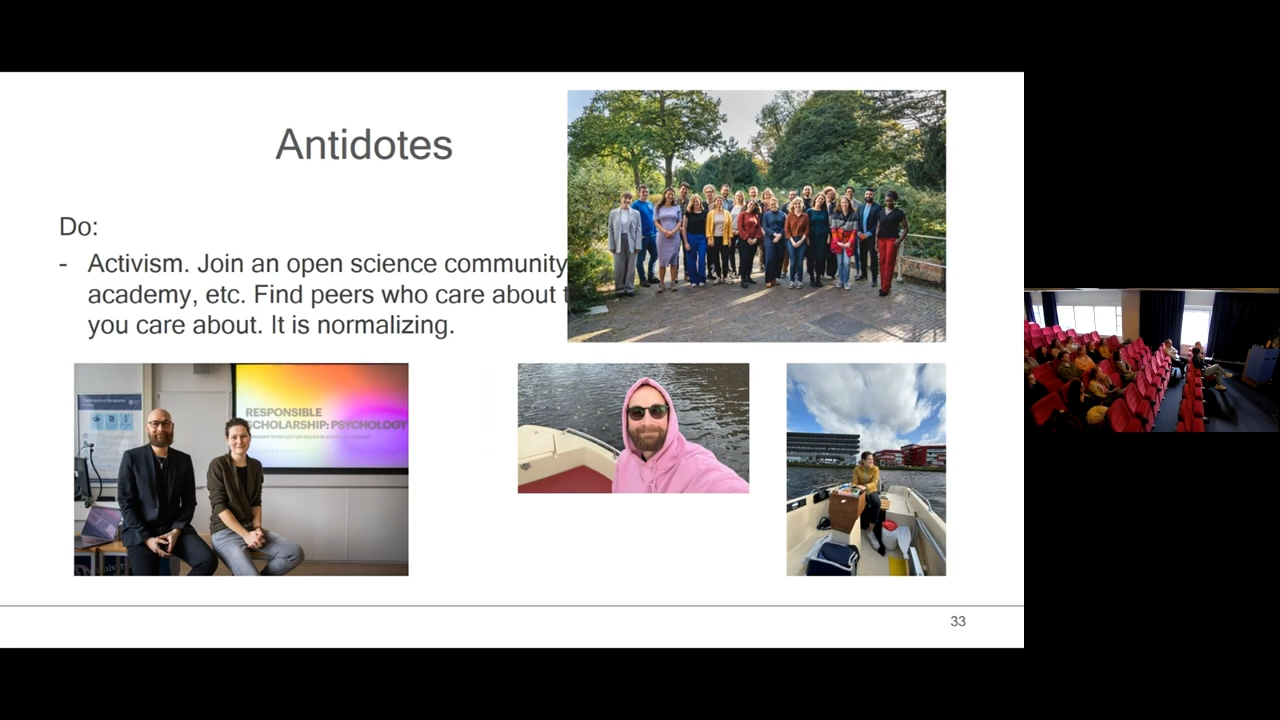 Antidotes
Do:
- Activism. Join an open science community
academy, etc. Find peers who care about t
you care about. It is normalizing.
RESPONSIBLE
SCHOLARSHIP: PSYCHOLOGY
33